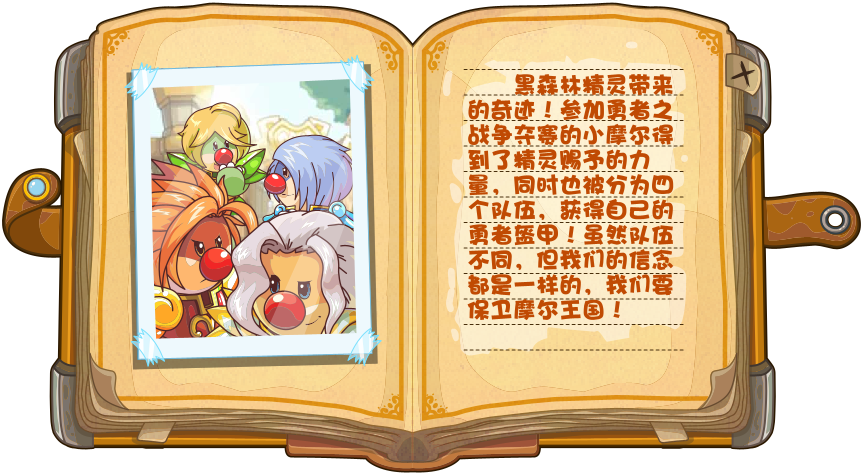 黑森林精灵带来
的奇迹！参加勇者之
战争杂赛的小摩尔得
到了精灵赐予的力
量，同时也被分为四
个队伍，获得自己的
勇者盔甲！虽然队伍
不同，但我们的信念
都是一样的，我们要
保卫摩尔王国！